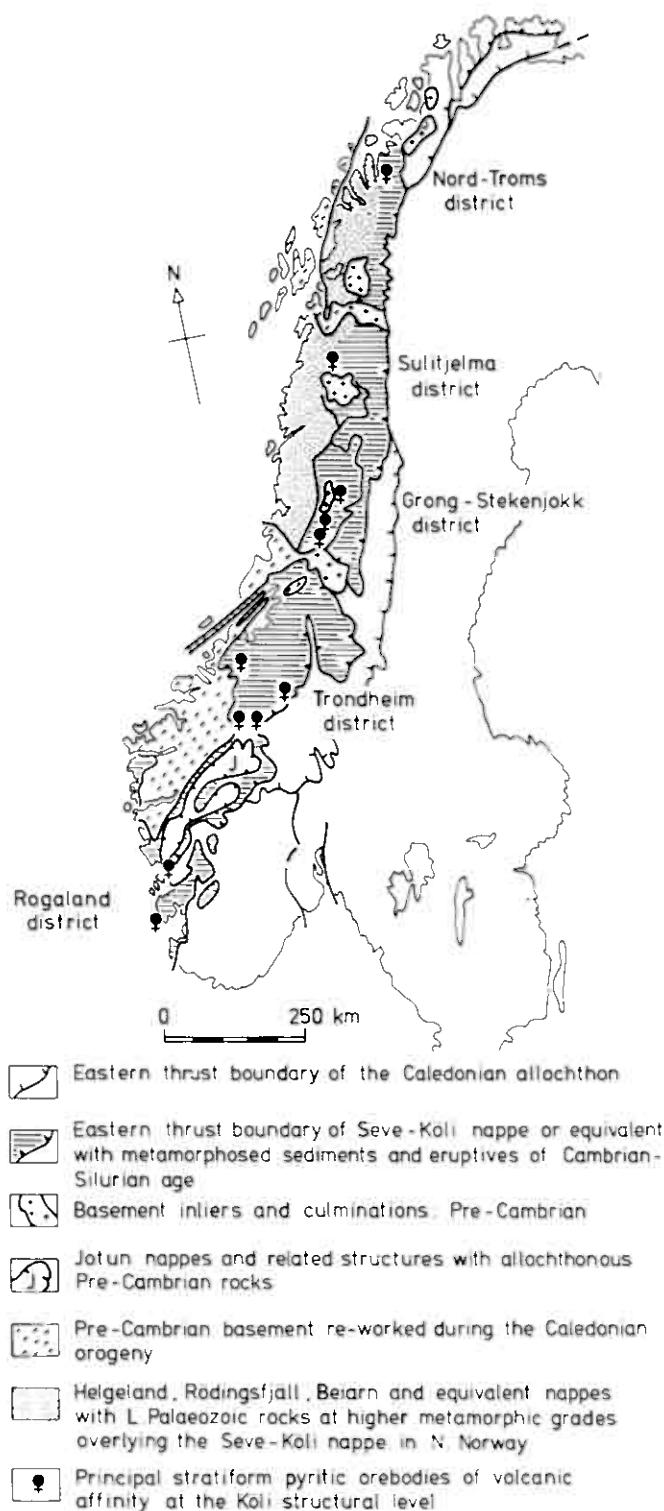 N
Nord-Troms
district
Sulitjelma
district
Grong-Stekenjokk
district
Trondheim
district
J
Rogaland
district
0 250 km
Eastern thrust boundary of the Caledonian allochthon
Eastern thrust boundary of Seve-Köli nappe or equivalent
with metamorphosed sediments and eruptives of Cambrian-
Silurian age
Basement inliers and culminations. Pre-Cambrian
J
Jotun nappes and related structures with allochthonous
Pre-Cambrian rocks
Pre-Cambrian basement re-worked during the Caledonian
orogeny
Helgeland, Rödingsfjäll, Beiarn and equivalent nappes
with L. Palaeozoic rocks at higher metamorphic grades
overlying the Seve-Köli nappe in N. Norway
Principal stratiform pyritic orebodies of volcanic
affinity at the Köli structural level